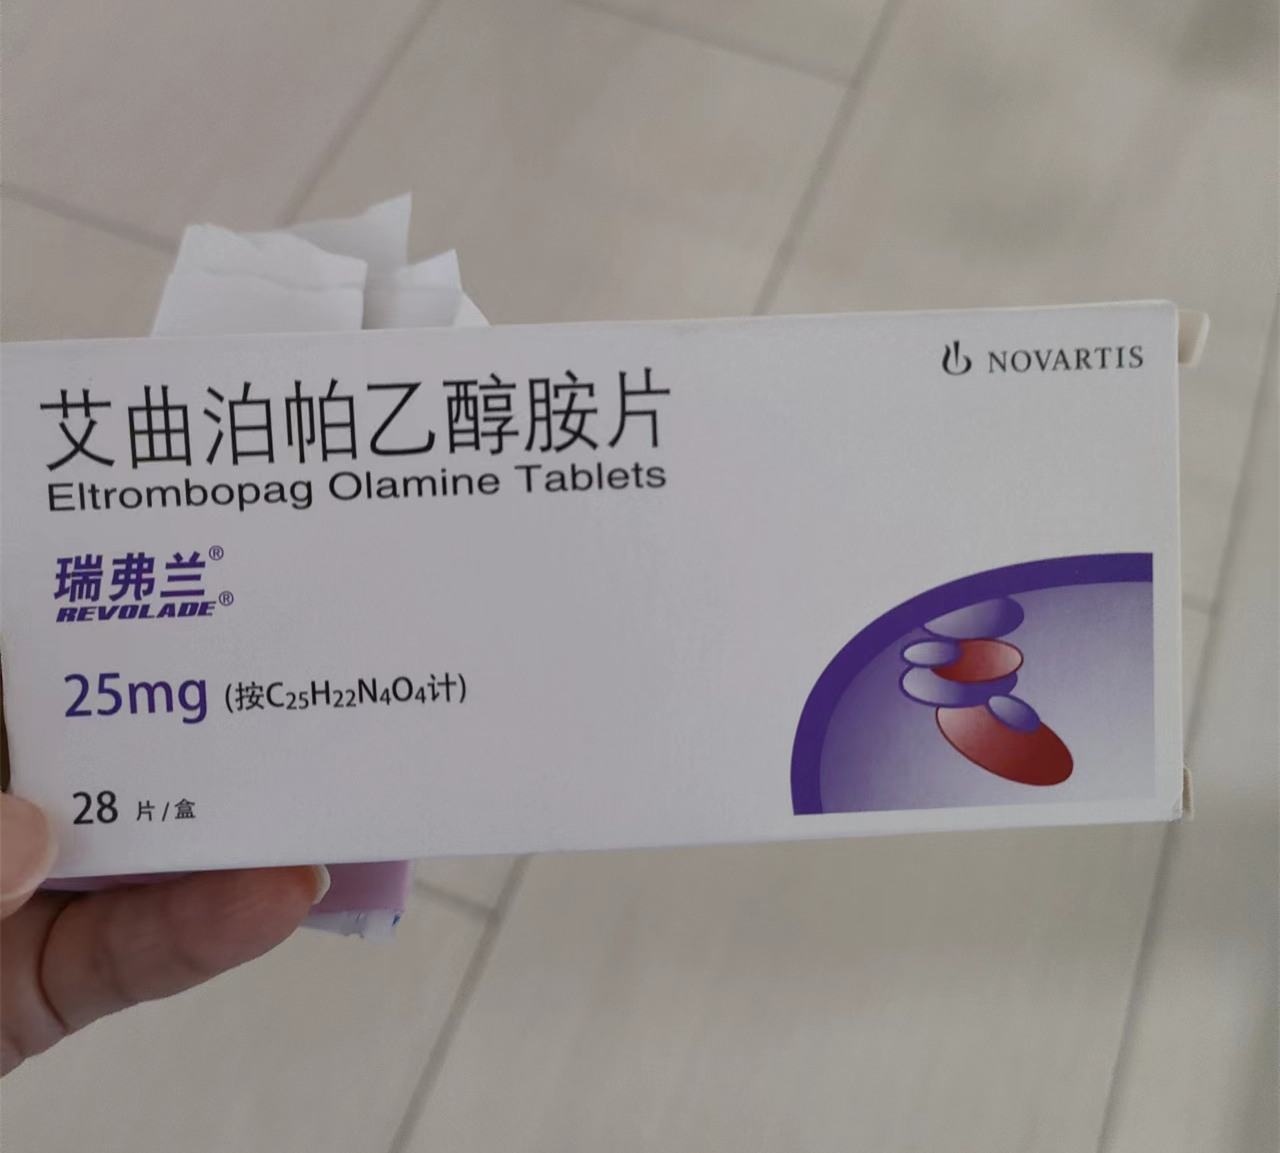 NOVARTIS
艾曲泊帕乙醇胺片
Eltrombopag Olamine Tablets
瑞弗兰®
REVOLADE®
25mg (按C₂₅H₂₂N₄O₄计)
28 片/盒